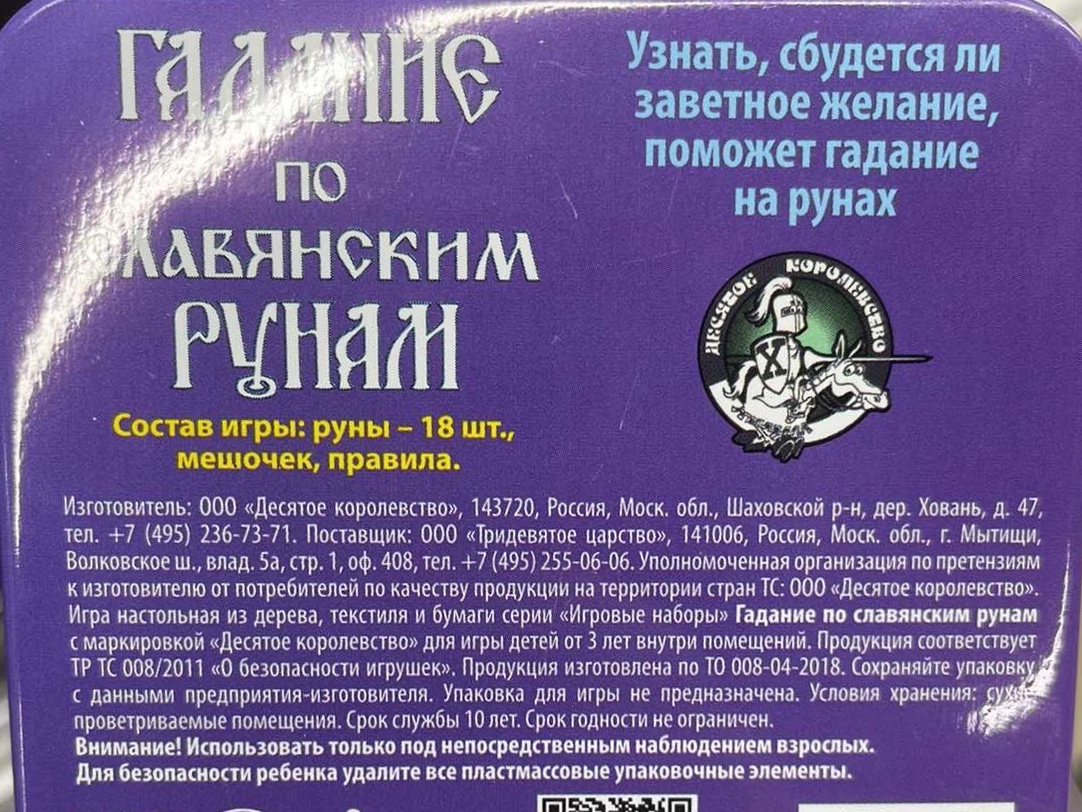 ГАДАНИЕ
ПО
СЛАВЯНСКИМ
РУНАМ
Состав игры: руны – 18 шт.,
мешочек, правила.
Узнать, сбудется ли
заветное желание,
поможет гадание
на рунах
ДЕСЯТОЕ КОРОЛЕВСТВО
X
Изготовитель: ООО «Десятое королевство», 143720, Россия, Моск. обл., Шаховской р-н, дер. Ховань, д. 47,
тел. +7 (495) 236-73-71. Поставщик: ООО «Тридевятое царство», 141006, Россия, Моск. обл., г. Мытищи,
Волковское ш., влад. 5а, стр. 1, оф. 408, тел. +7 (495) 255-06-06. Уполномоченная организация по претензиям
к изготовителю от потребителей по качеству продукции на территории стран ТС: ООО «Десятое королевство».
Игра настольная из дерева, текстиля и бумаги серии «Игровые наборы» Гадание по славянским рунам
с маркировкой «Десятое королевство» для игры детей от 3 лет внутри помещений. Продукция соответствует
ТР ТС 008/2011 «О безопасности игрушек». Продукция изготовлена по ТО 008-04-2018. Сохраняйте упаковку
с данными предприятия-изготовителя. Упаковка для игры не предназначена. Условия хранения:
проветриваемые помещения. Срок службы 10 лет. Срок годности не ограничен.
Внимание! Использовать только под непосредственным наблюдением взрослых.
Для безопасности ребенка удалите все пластмассовые упаковочные элементы.